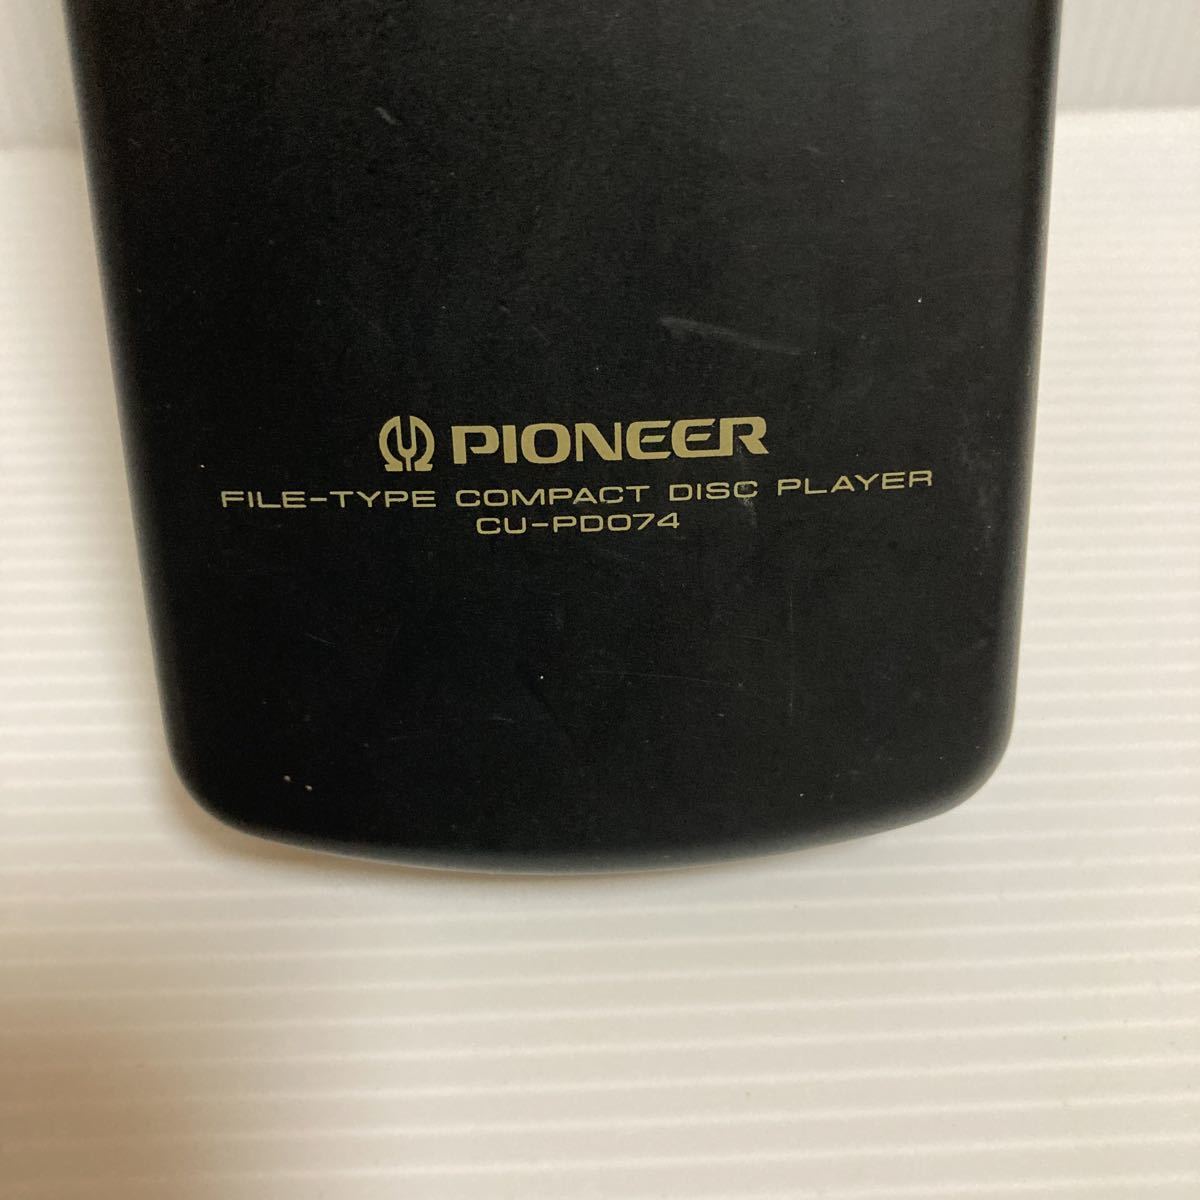 PIONEER
FILE-TYPE COMPACT DISC PLAYER
CU-PD074